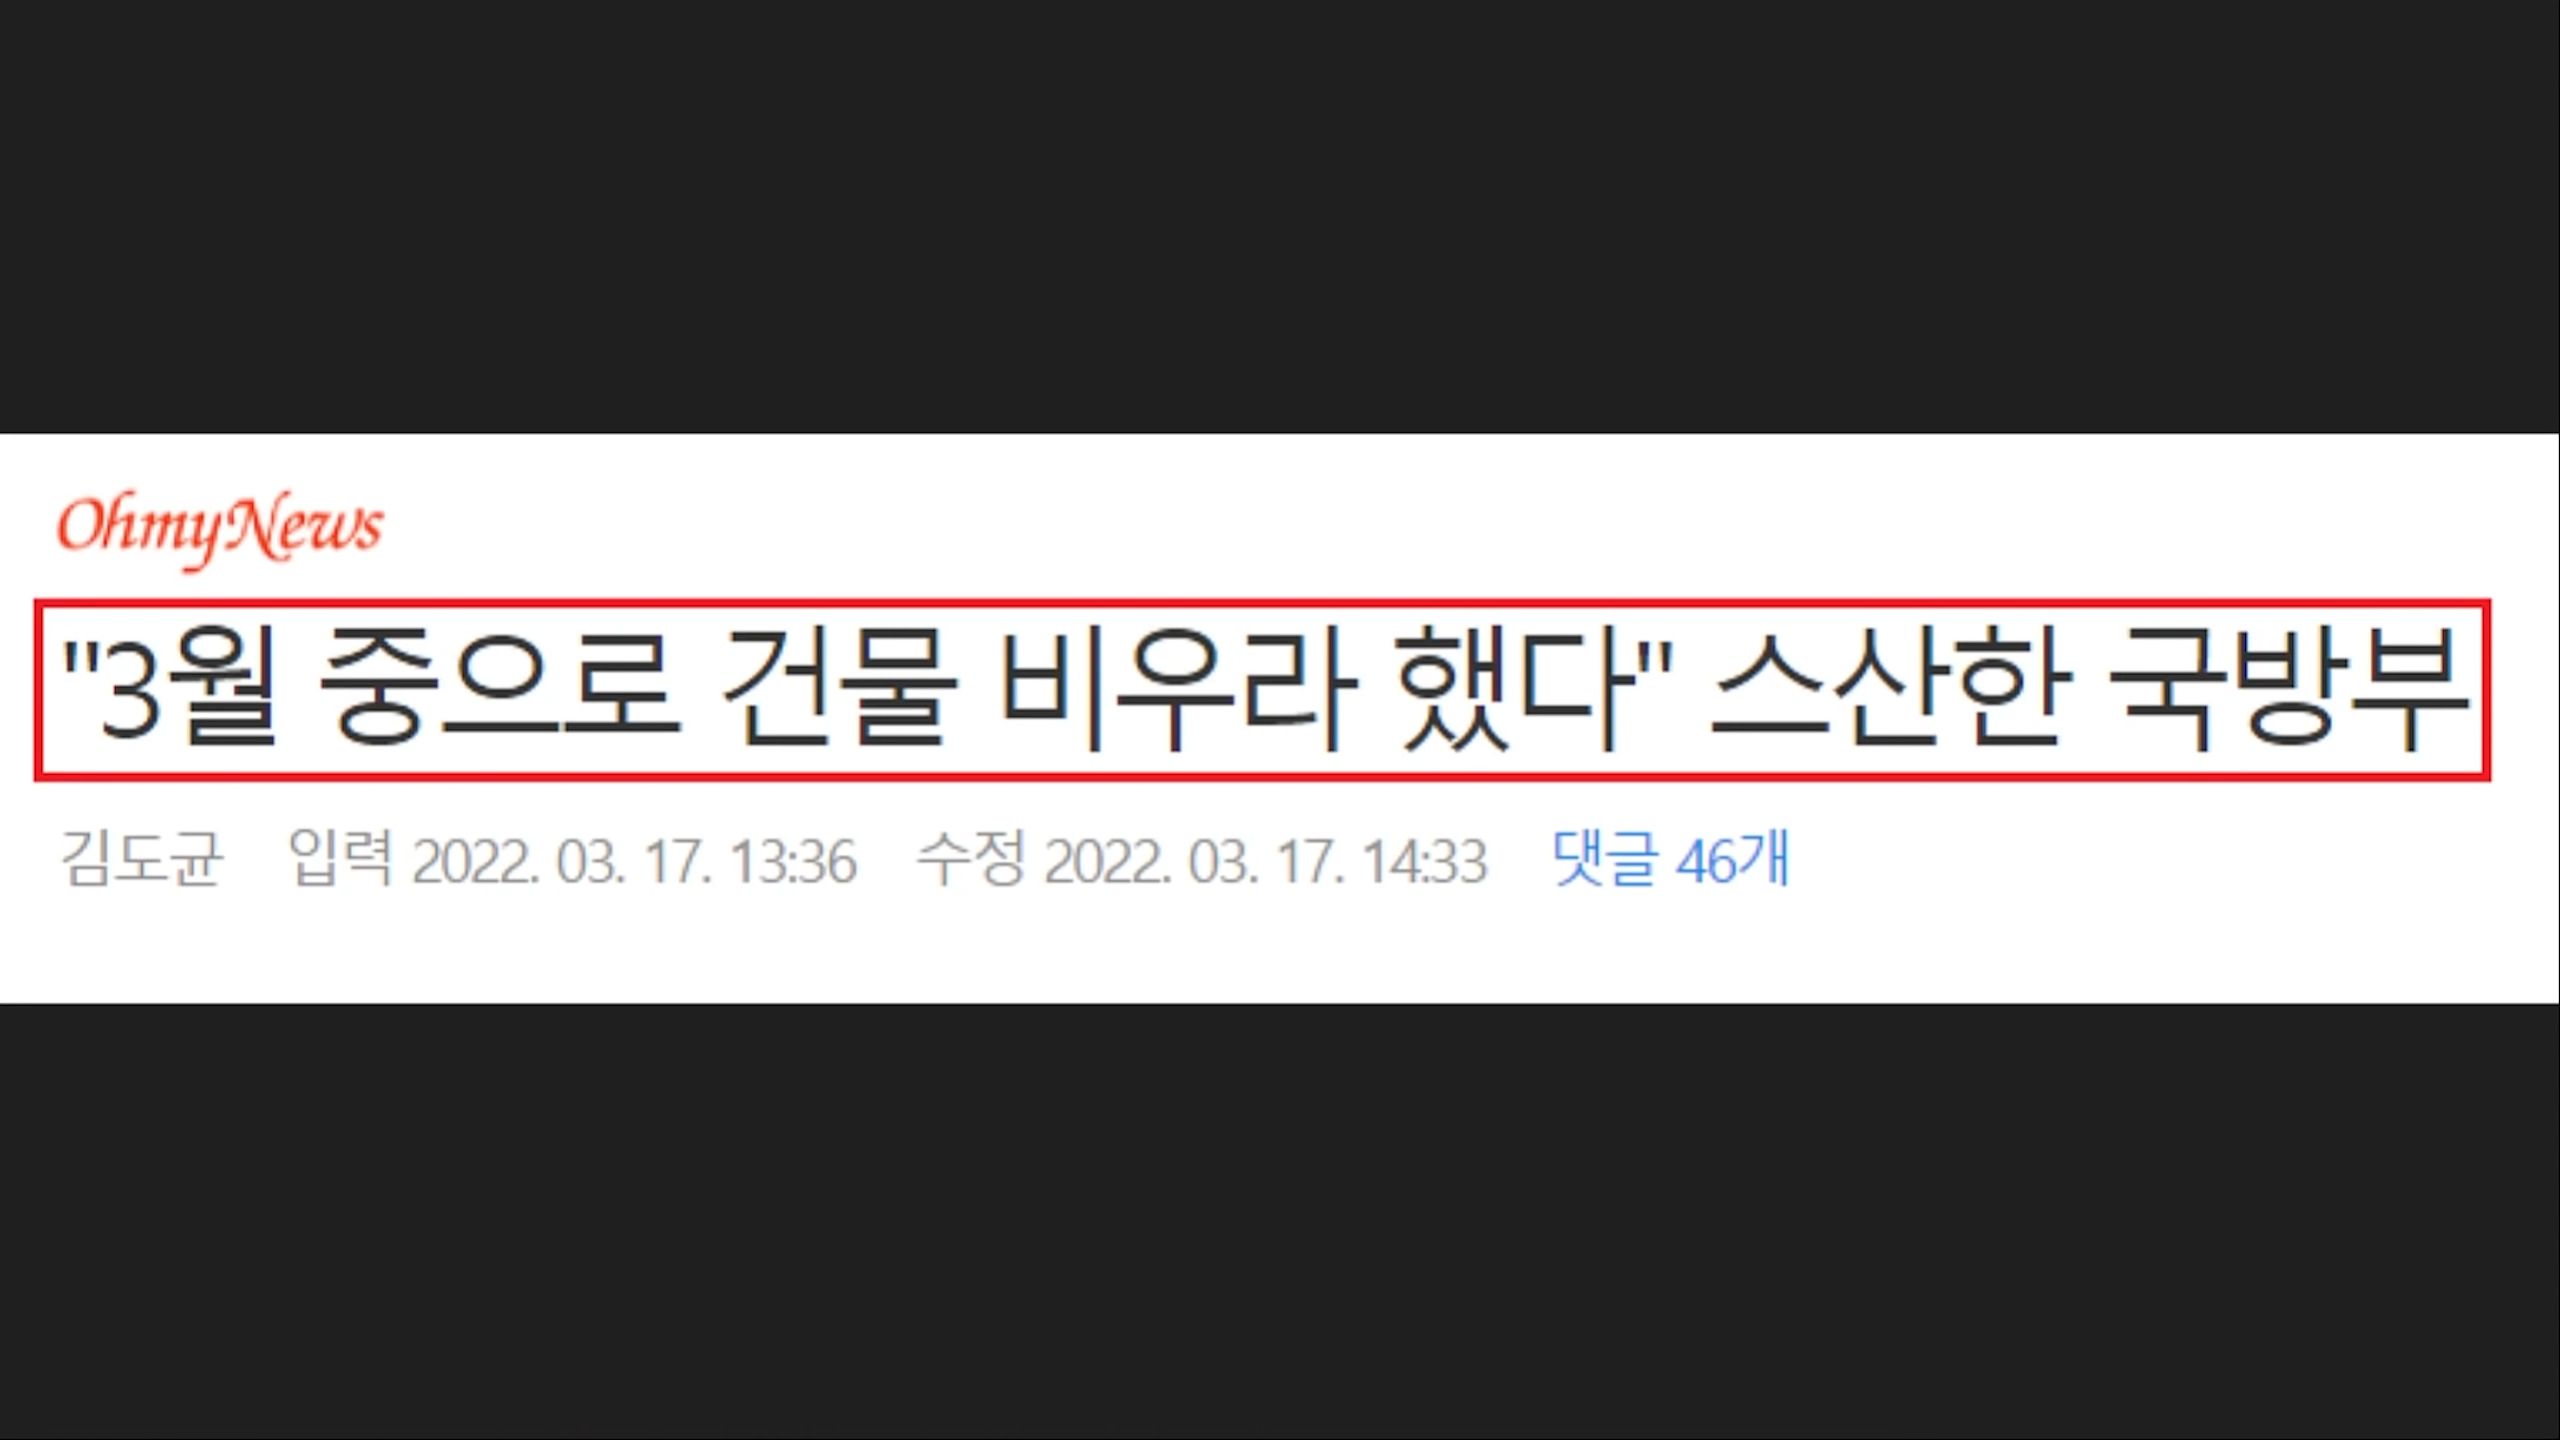 OhmyNews
"3월 중으로 건물 비우라 했다" 스산한 국방부
김도균 입력 2022. 03. 17. 13:36 수정 2022. 03. 17. 14:33 댓글 46개